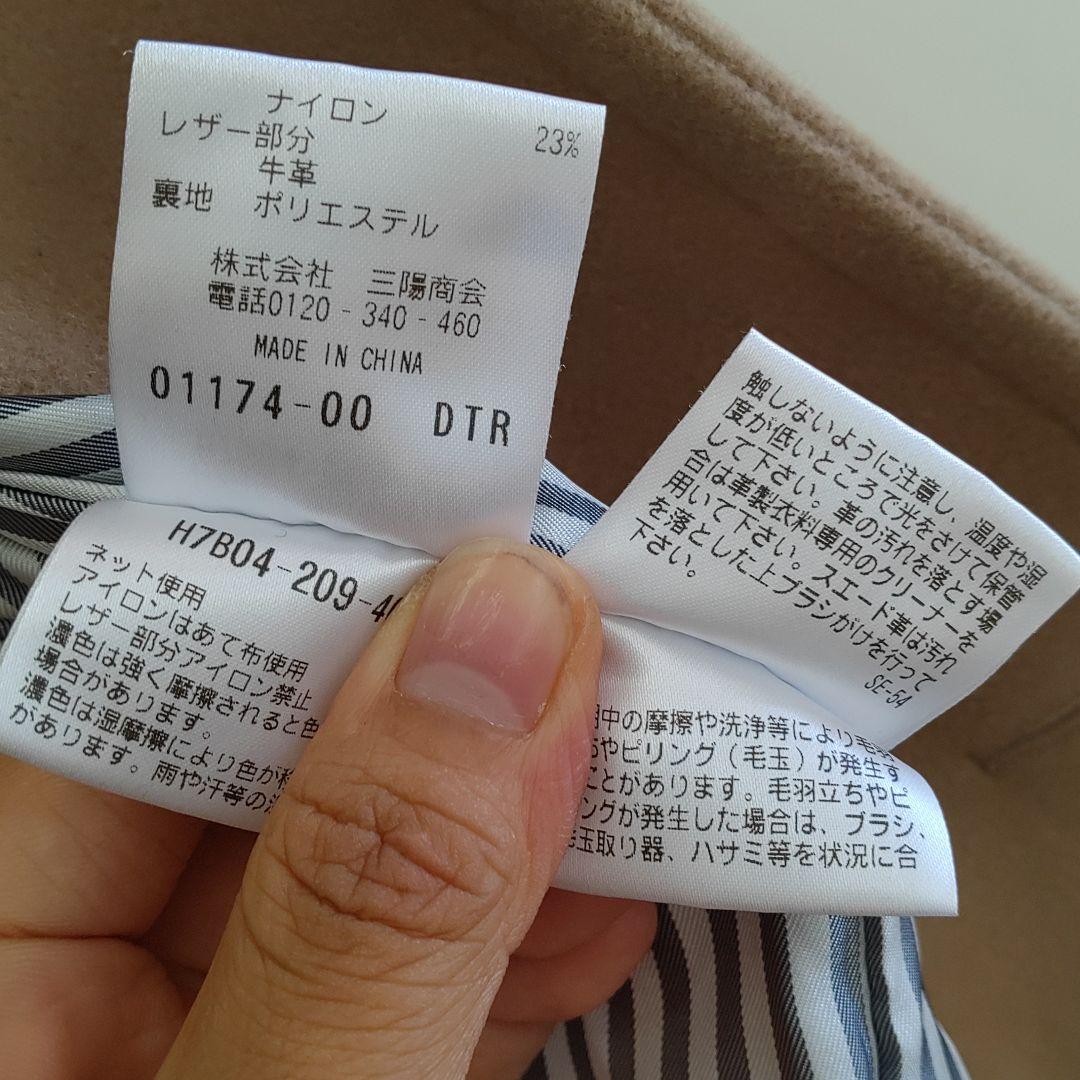 ナイロン 23%
レザー部分
牛革
裏地 ポリエステル
株式会社 三陽商会
電話0120-340-460
MADE IN CHINA
01174-00 DTR
H7B04-209-4
ネット使用
アイロンはあて布使用
レザー部分アイロン禁止
濃色は強く摩擦されると色
場合があります。
濃色は湿摩擦により色が移
があります。雨や汗等の
触しないように注意し、温度や湿
度が低いところで光をさけて保管
して下さい。革の汚れを落とす場
合は革製衣料専用のクリーナーを
用いて下さい。スエード革は汚れ
を落とした上ブラシがけを行って
下さい。
SE-54
中の摩擦や洗浄等により毛羽
ちやピリング(毛玉)が発生す
ことがあります。毛羽立ちやピ
ングが発生した場合は、ブラシ、
毛玉取り器、ハサミ等を状況に合